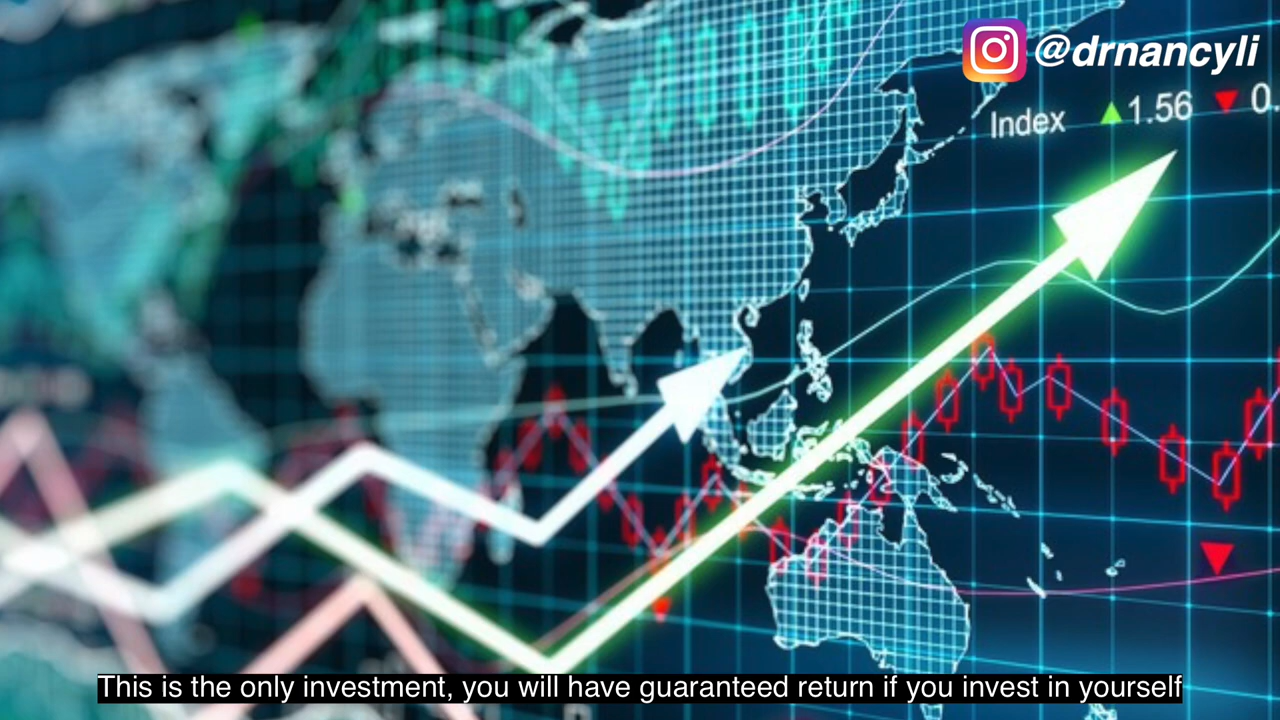 @drnancyli
Index ▲1.56 ▼0.
This is the only investment, you will have guaranteed return if you invest in yourself